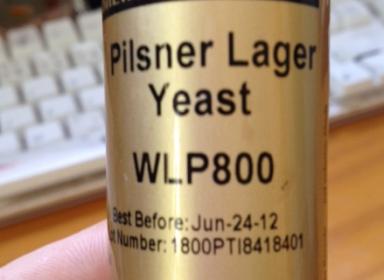 Pilsner Lager
Yeast
WLP800
Best Before: Jun-24-12
Number: 1800PTI8418401